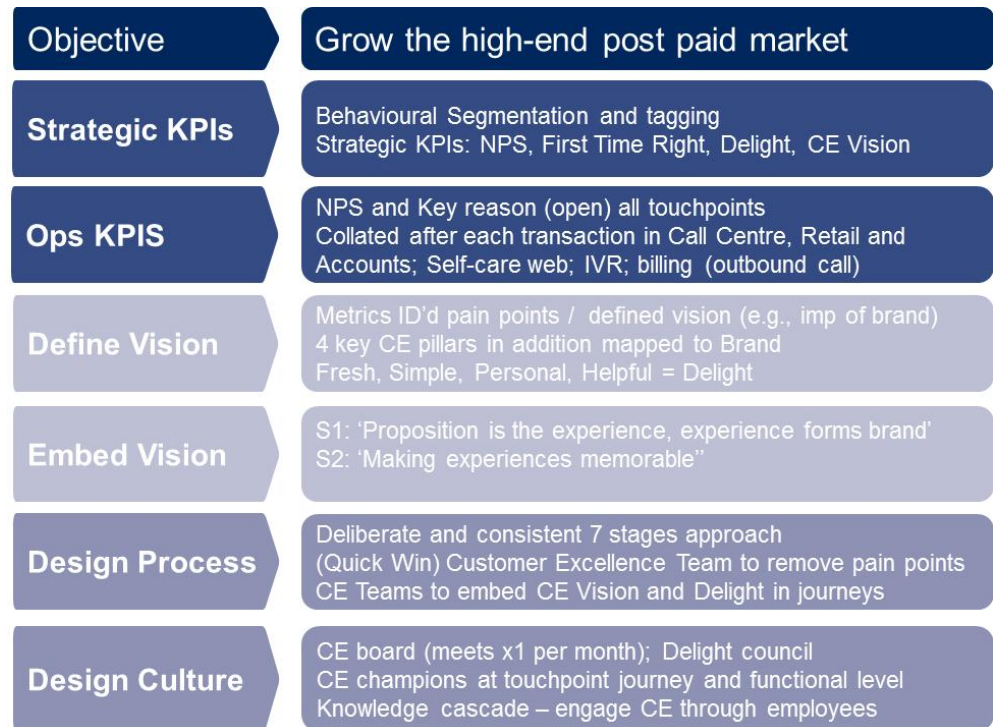 Objective
Grow the high-end post paid market
Strategic KPIs
Behavioural Segmentation and tagging
Strategic KPIs: NPS, First Time Right, Delight, CE Vision
Ops KPIS
NPS and Key reason (open) all touchpoints
Collated after each transaction in Call Centre, Retail and
Accounts; Self-care web; IVR; billing (outbound call)
Define Vision
Metrics ID'd pain points / defined vision (e.g., imp of brand)
4 key CE pillars in addition mapped to Brand
Fresh, Simple, Personal, Helpful = Delight
Embed Vision
S1: ‘Proposition is the experience, experience forms brand’
S2: ‘Making experiences memorable’’
Design Process
Deliberate and consistent 7 stages approach
(Quick Win) Customer Excellence Team to remove pain points
CE Teams to embed CE Vision and Delight in journeys
Design Culture
CE board (meets x1 per month); Delight council
CE champions at touchpoint journey and functional level
Knowledge cascade – engage CE through employees